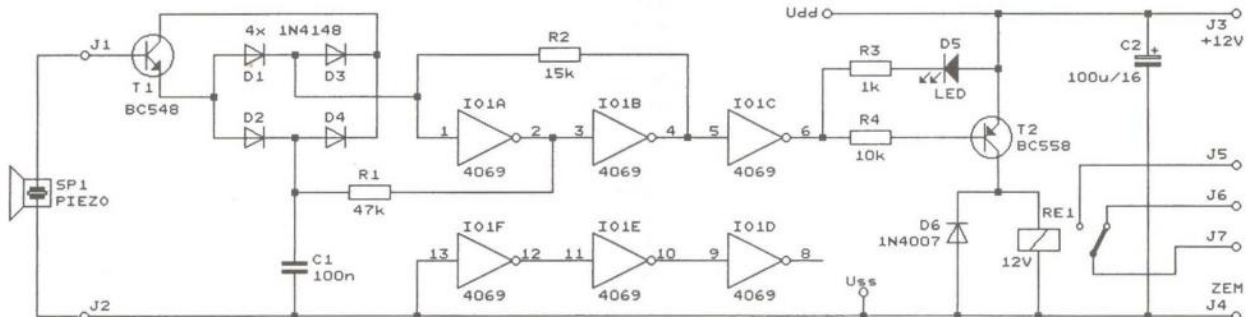 J1
T1
BC548
4x 1N4148
D1
D3
D2
D4
R2
15k
IO1A
1
2
4069
IO1B
3
4
4069
IO1C
5
6
4069
R1
47k
SP1
PIEZO
C1
100n
J2
IO1F
13
12
4069
IO1E
11
10
4069
IO1D
9
8
4069
Udd
R3
1k
D5
LED
R4
10k
T2
BC558
D6
1N4007
RE1
12V
Uss
C2
+
100u/16
J3
+12V
J5
J6
J7
ZEM
J4